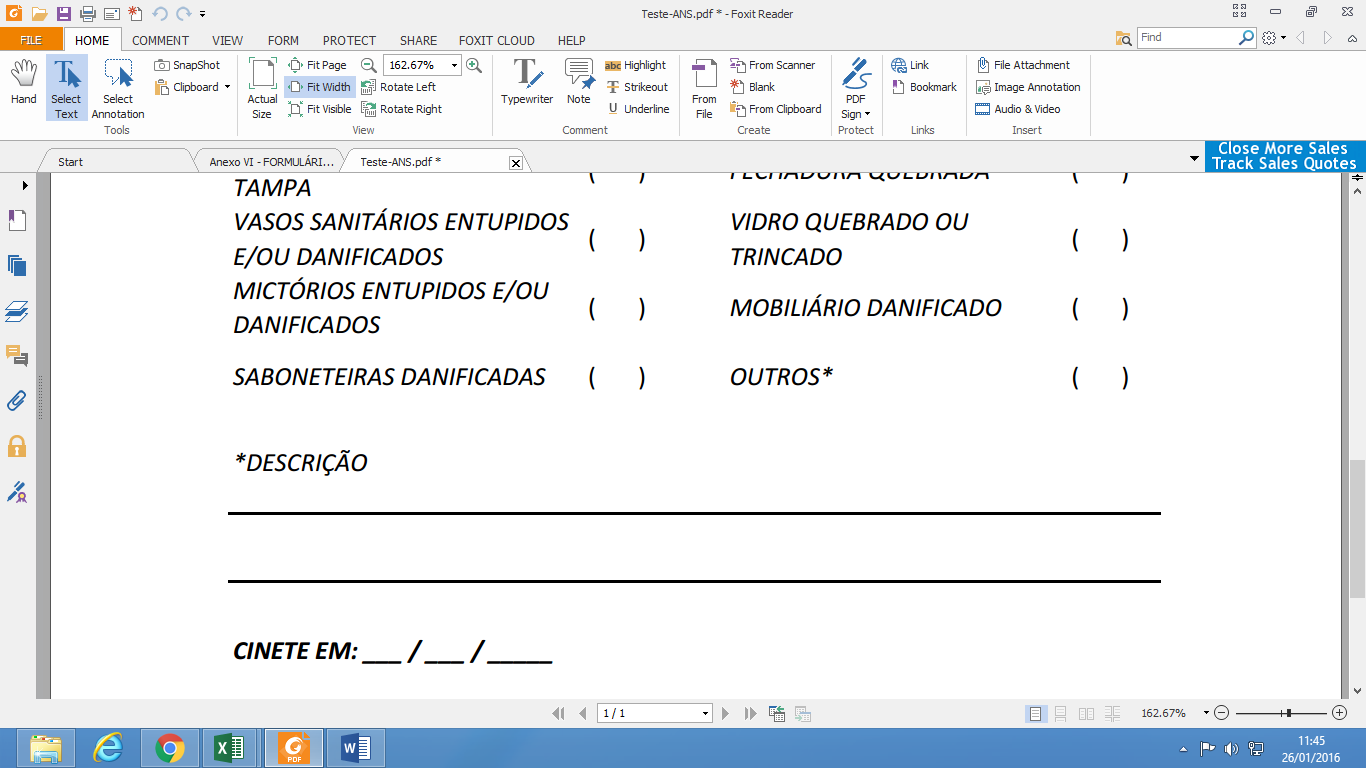 Teste-ANS.pdf * - Foxit Reader
FILE HOME COMMENT VIEW FORM PROTECT SHARE FOXIT CLOUD HELP
Find
Hand
Select Text
Select Annotation
SnapShot
Clipboard
Tools
Actual Size
Fit Page
Fit Width
Fit Visible
162.67%
Rotate Left
Rotate Right
View
Typewriter
Note
abc Highlight
T Strikeout
U Underline
Comment
From File
From Scanner
Blank
From Clipboard
Create
PDF Sign
Protect
Link
Bookmark
Links
File Attachment
Image Annotation
Audio & Video
Insert
Start
Anexo VI - FORMULÁRI...
Teste-ANS.pdf *
Close More Sales
Track Sales Quotes
TAMPA ( ) FECHADURA QUEBRADA ( )
VASOS SANITÁRIOS ENTUPIDOS
E/OU DANIFICADOS ( )
VIDRO QUEBRADO OU
TRINCADO ( )
MICTÓRIOS ENTUPIDOS E/OU
DANIFICADOS ( )
MOBILIÁRIO DANIFICADO ( )
SABONETEIRAS DANIFICADAS ( ) OUTROS* ( )
*DESCRIÇÃO
CINETE EM: ___ / ___ / _____
1 / 1
162.67%
PDF
11:45
26/01/2016